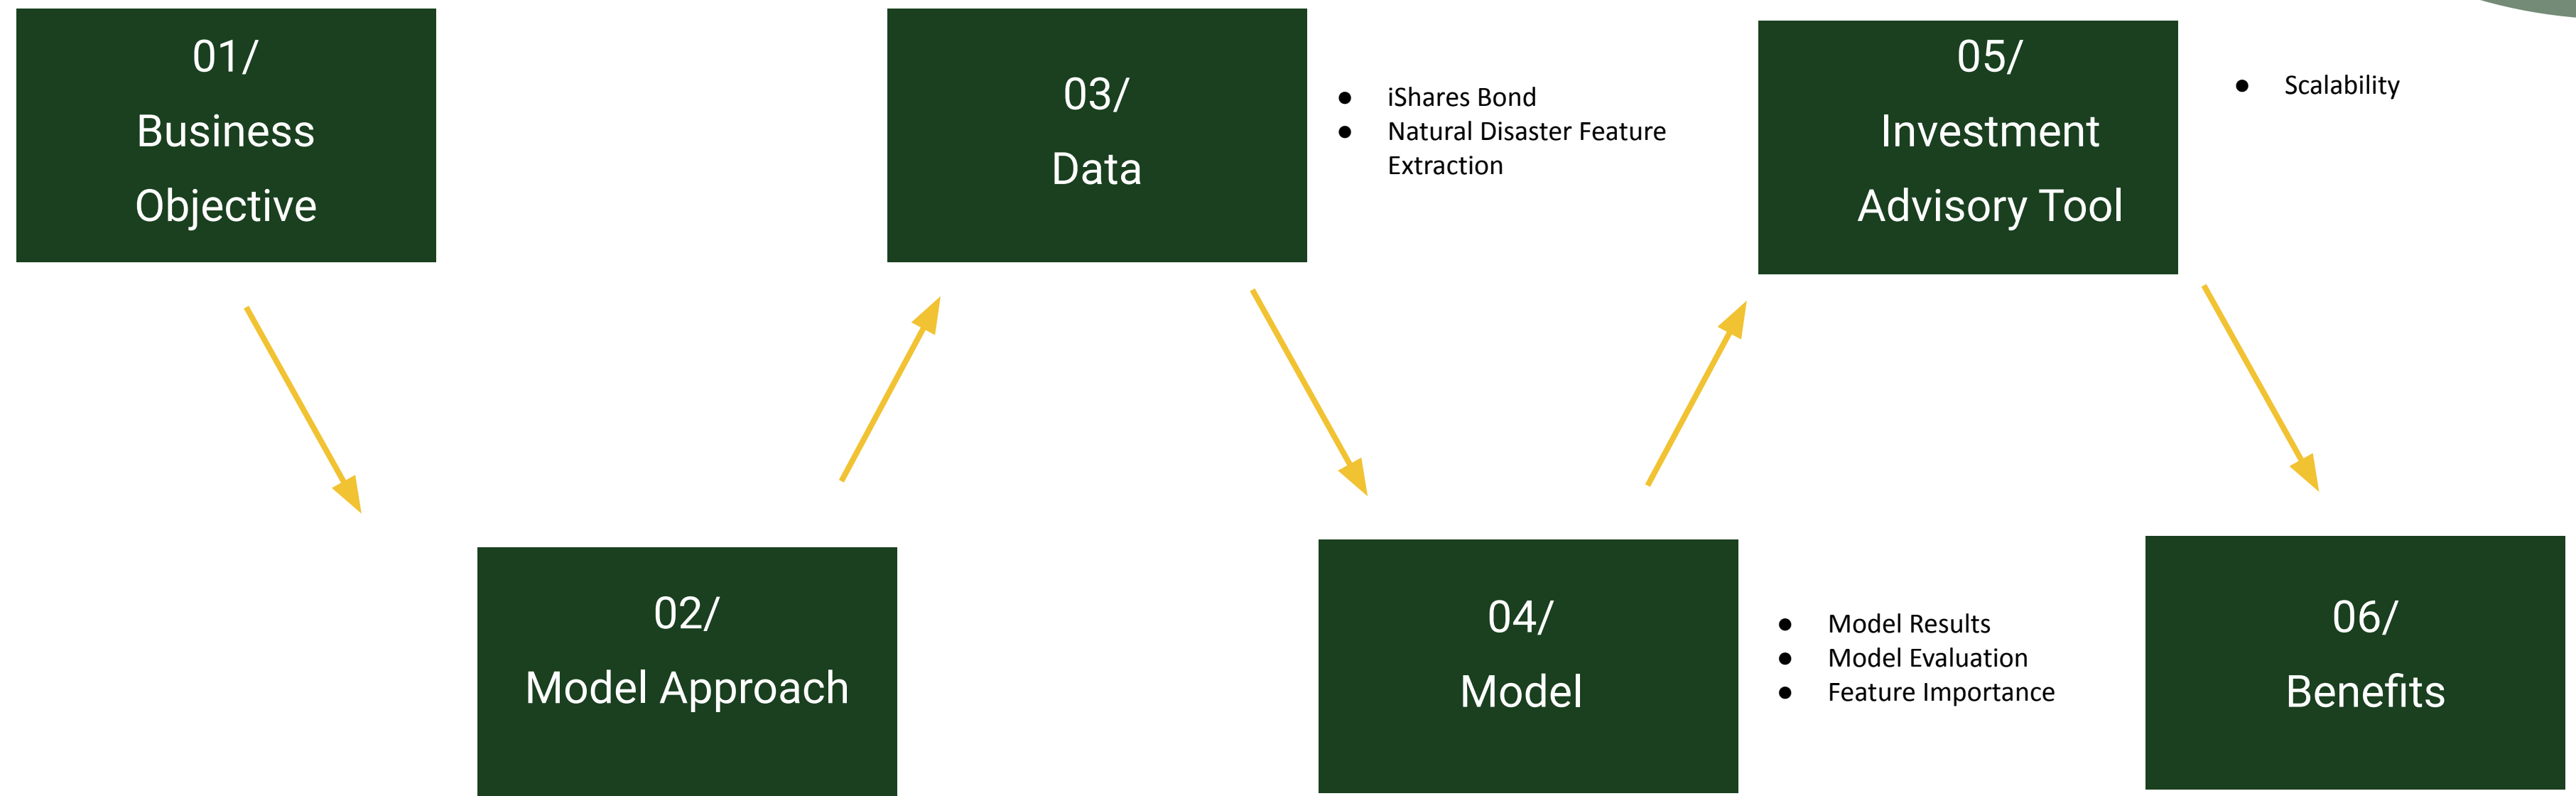 01/
Business
Objective
02/
Model Approach
03/
Data
● iShares Bond
● Natural Disaster Feature
Extraction
04/
Model
● Model Results
● Model Evaluation
● Feature Importance
05/
Investment
Advisory Tool
● Scalability
06/
Benefits